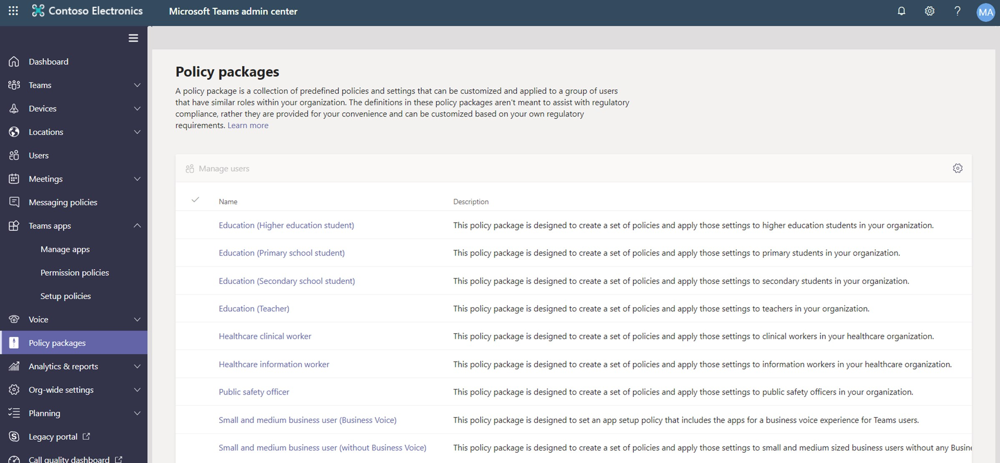 Contoso Electronics
Microsoft Teams admin center
?
MA
Dashboard
Teams
Devices
Locations
Users
Meetings
Messaging policies
Teams apps
Manage apps
Permission policies
Setup policies
Voice
Policy packages
Analytics & reports
Org-wide settings
Planning
Legacy portal
Call quality dashboard
Policy packages
A policy package is a collection of predefined policies and settings that can be customized and applied to a group of users
that have similar roles within your organization. The definitions in these policy packages aren't meant to assist with regulatory
compliance, rather they are provided for your convenience and can be customized based on your own regulatory
requirements. Learn more
Manage users
Name Description
Education (Higher education student) This policy package is designed to create a set of policies and apply those settings to higher education students in your organization.
Education (Primary school student) This policy package is designed to create a set of policies and apply those settings to primary students in your organization.
Education (Secondary school student) This policy package is designed to create a set of policies and apply those settings to secondary students in your organization.
Education (Teacher) This policy package is designed to create a set of policies and apply those settings to teachers in your organization.
Healthcare clinical worker This policy package is designed to create a set of policies and apply those settings to clinical workers in your healthcare organization.
Healthcare information worker This policy package is designed to create a set of policies and apply those settings to information workers in your healthcare organization.
Public safety officer This policy package is designed to create a set of policies and apply those settings to public safety officers in your organization.
Small and medium business user (Business Voice) This policy package is designed to set an app setup policy that includes the apps for a business voice experience for Teams users.
Small and medium business user (without Business Voice) This policy package is designed to create a set of policies and apply those settings to small and medium sized business users without any Busine